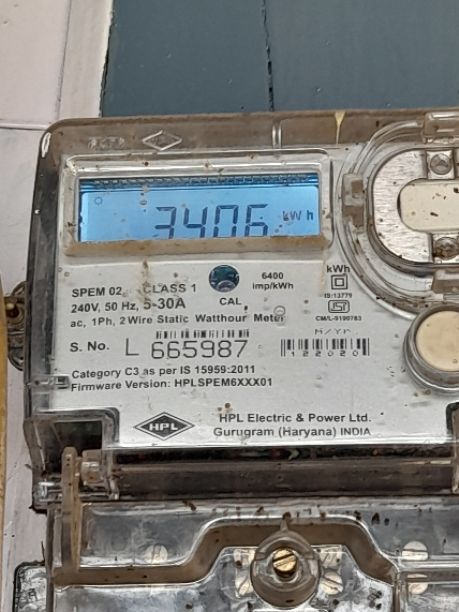 3406 kWh
SPEM 02 CLASS 1
240V, 50 Hz, 5-30A
ac, 1Ph, 2 Wire Static Watthour Meter
CAL.
6400
imp/kWh
kWh
IS:13779
CM/L-9190783
M/Yr
S. No. L 665987
122020
Category C3 as per IS 15959:2011
Firmware Version: HPLSPEM6XXX01
HPL
HPL Electric & Power Ltd.
Gurugram (Haryana) INDIA